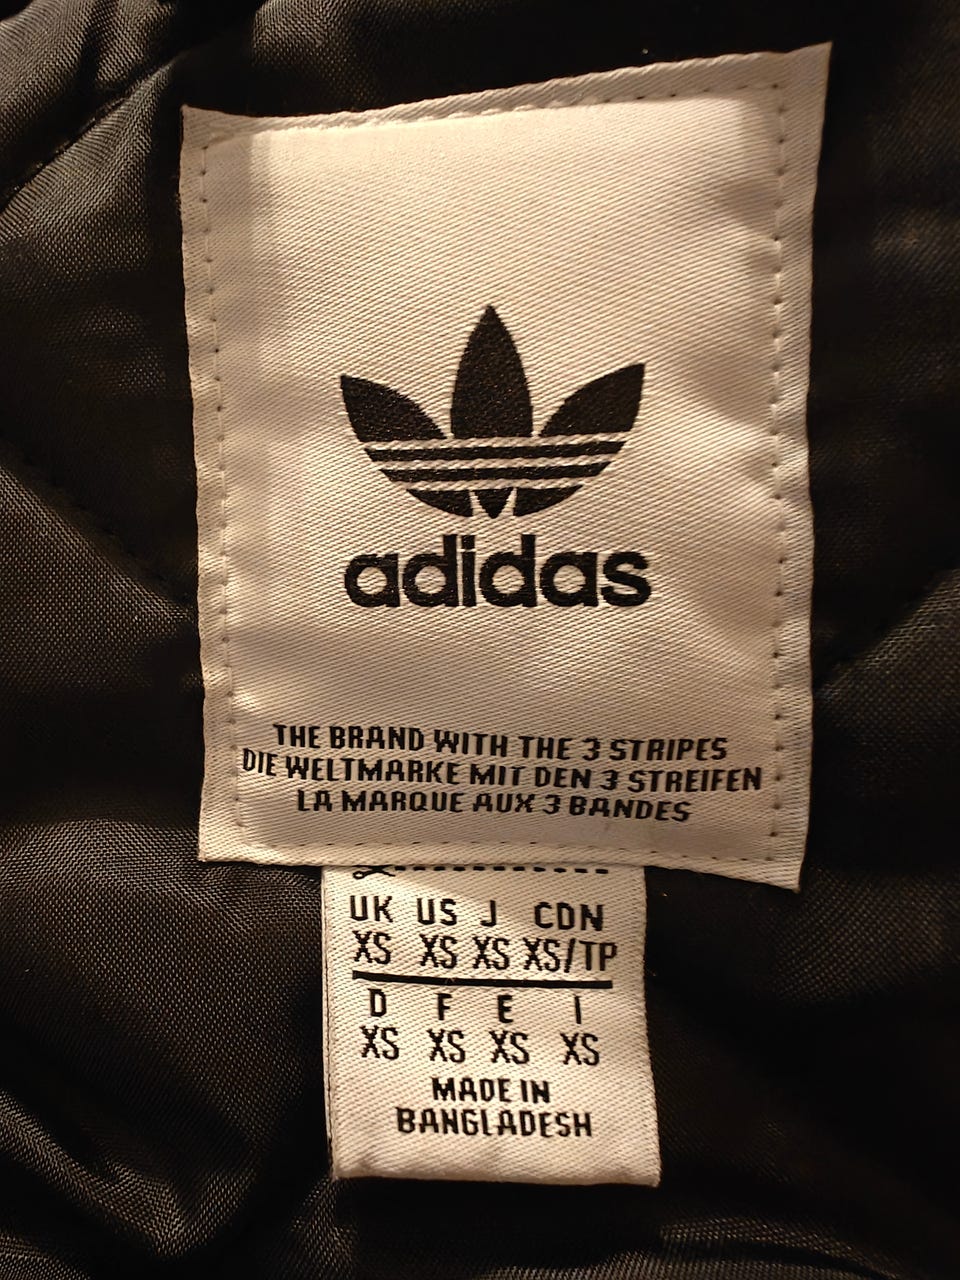 adidas
THE BRAND WITH THE 3 STRIPES
DIE WELTMARKE MIT DEN 3 STREIFEN
LA MARQUE AUX 3 BANDES
UK US J CDN
XS XS XS XS/TP
D F E I
XS XS XS XS
MADE IN
BANGLADESH